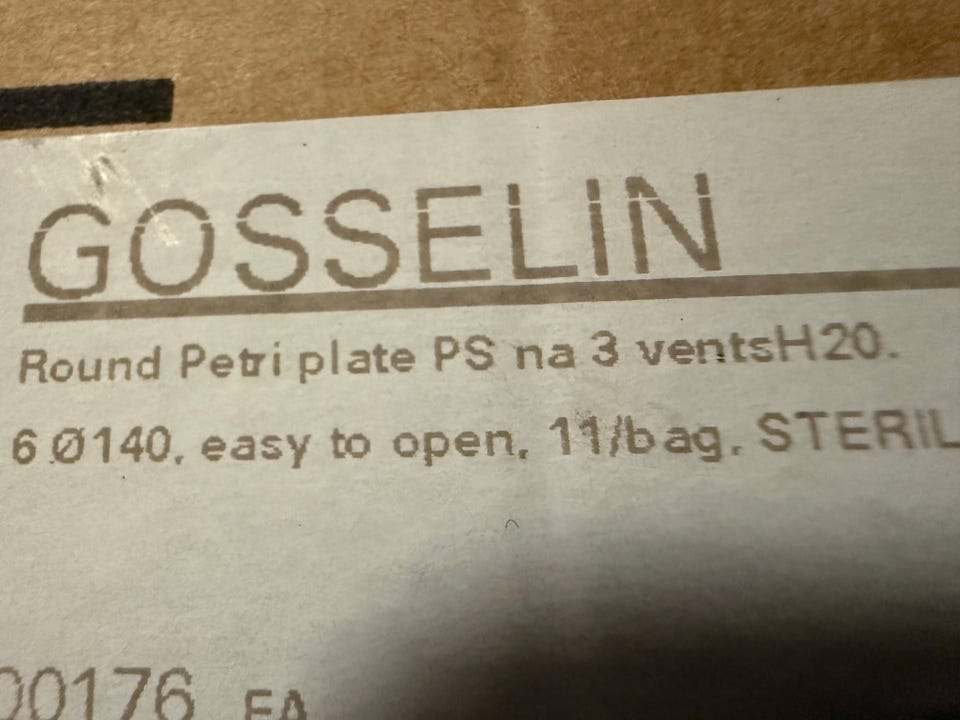 GOSSELIN
Round Petri plate PS na 3 ventsH20.
6 Ø140, easy to open, 11/bag, STERIL
00176 EA